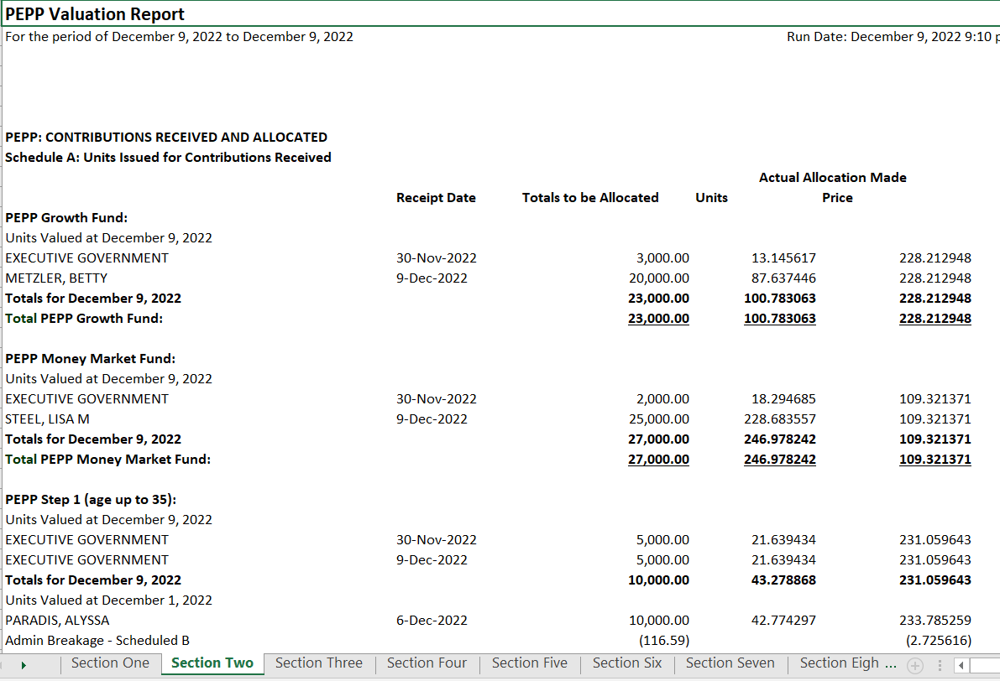 PEPP Valuation Report
For the period of December 9, 2022 to December 9, 2022 Run Date: December 9, 2022 9:10 p
PEPP: CONTRIBUTIONS RECEIVED AND ALLOCATED
Schedule A: Units Issued for Contributions Received
Actual Allocation Made
Receipt Date Totals to be Allocated Units Price
PEPP Growth Fund:
Units Valued at December 9, 2022
EXECUTIVE GOVERNMENT 30-Nov-2022 3,000.00 13.145617 228.212948
METZLER, BETTY 9-Dec-2022 20,000.00 87.637446 228.212948
Totals for December 9, 2022 23,000.00 100.783063 228.212948
Total PEPP Growth Fund: 23,000.00 100.783063 228.212948
PEPP Money Market Fund:
Units Valued at December 9, 2022
EXECUTIVE GOVERNMENT 30-Nov-2022 2,000.00 18.294685 109.321371
STEEL, LISA M 9-Dec-2022 25,000.00 228.683557 109.321371
Totals for December 9, 2022 27,000.00 246.978242 109.321371
Total PEPP Money Market Fund: 27,000.00 246.978242 109.321371
PEPP Step 1 (age up to 35):
Units Valued at December 9, 2022
EXECUTIVE GOVERNMENT 30-Nov-2022 5,000.00 21.639434 231.059643
EXECUTIVE GOVERNMENT 9-Dec-2022 5,000.00 21.639434 231.059643
Totals for December 9, 2022 10,000.00 43.278868 231.059643
Units Valued at December 1, 2022
PARADIS, ALYSSA 6-Dec-2022 10,000.00 42.774297 233.785259
Admin Breakage - Scheduled B (116.59) (2.725616)
Section One Section Two Section Three Section Four Section Five Section Six Section Seven Section Eigh ...